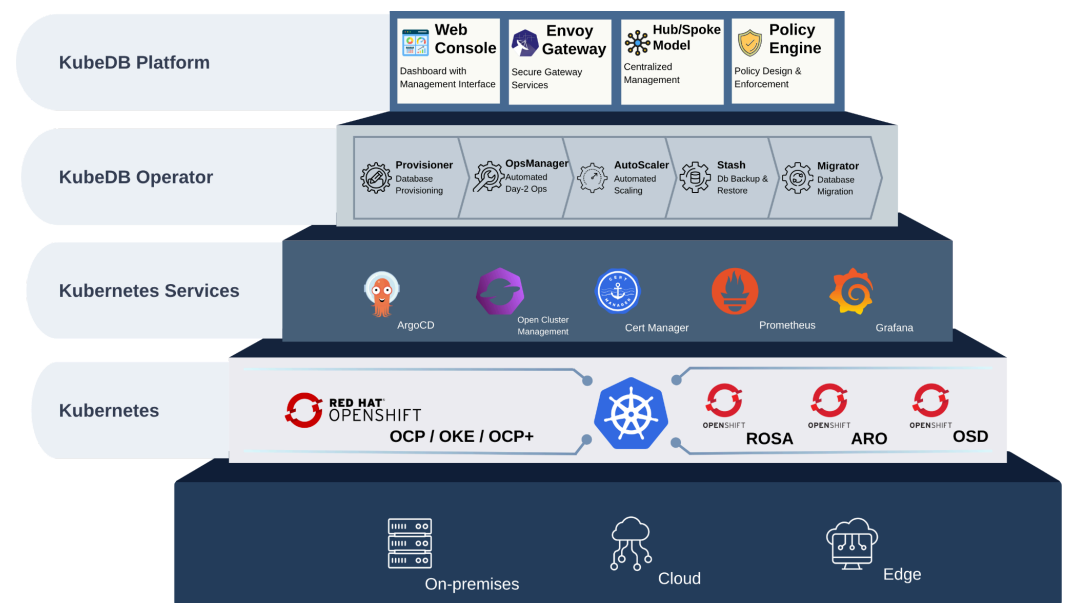 KubeDB Platform
Web
Console
Dashboard with
Management Interface
Envoy
Gateway
Secure Gateway
Services
Hub/Spoke
Model
Centralized
Management
Policy
Engine
Policy Design &
Enforcement
KubeDB Operator
Provisioner
Database
Provisioning
OpsManager
Automated
Day-2 Ops
AutoScaler
Automated
Scaling
Stash
Db Backup &
Restore
Migrator
Database
Migration
Kubernetes Services
ArgoCD
Open Cluster
Management
CERT
MANAGER
Cert Manager
Prometheus
Grafana
Kubernetes
RED HAT®
OPENSHIFT
OCP / OKE / OCP+
OPENSHIFT
ROSA
OPENSHIFT
ARO
OPENSHIFT
OSD
On-premises
Cloud
Edge